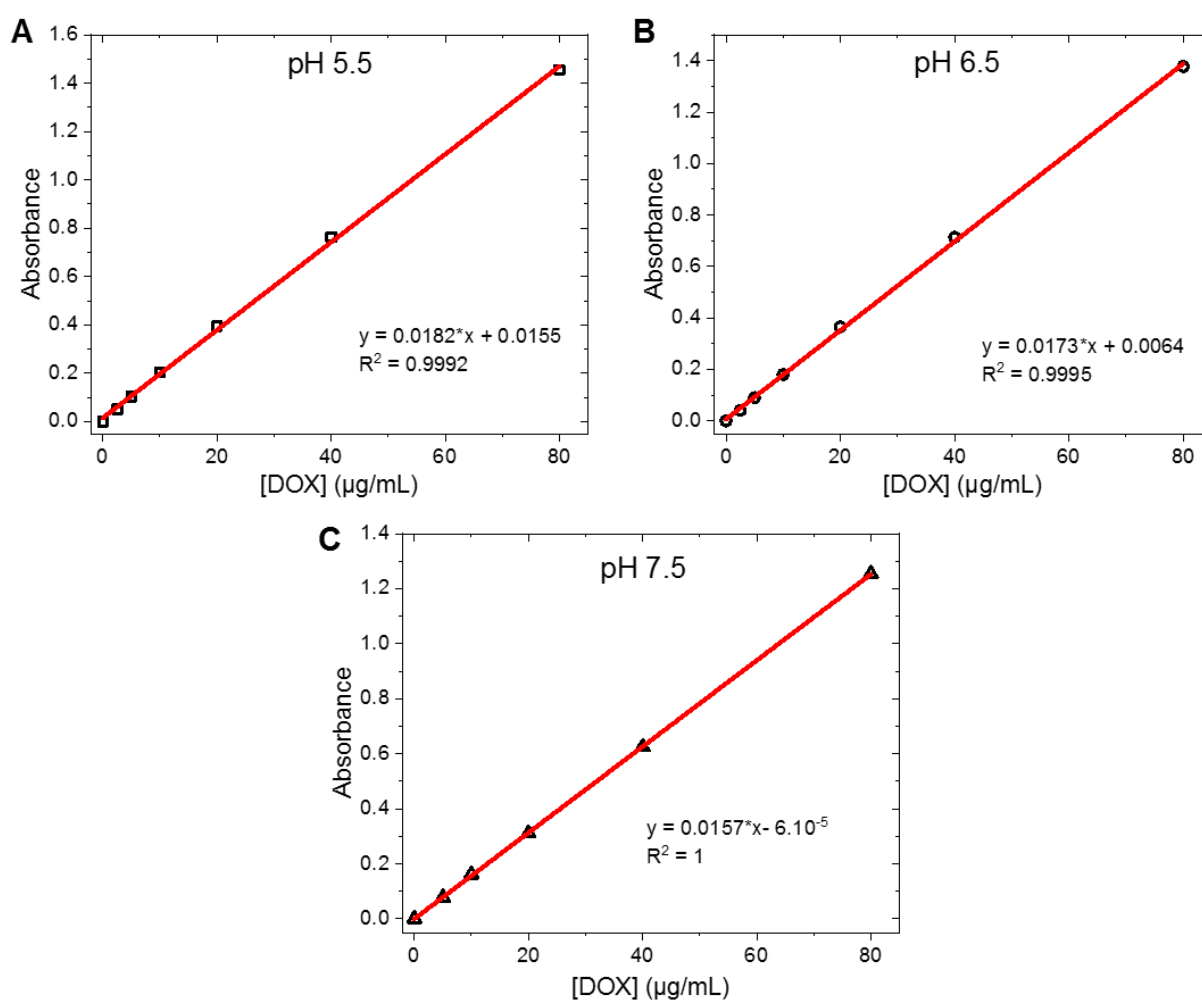 A
pH 5.5
1.6
1.4
1.2
1.0
0.8
0.6
0.4
0.2
0.0
Absorbance
y = 0.0182*x + 0.0155
R² = 0.9992
0 20 40 60 80
[DOX] (µg/mL)
B
pH 6.5
1.4
1.2
1.0
0.8
0.6
0.4
0.2
0.0
Absorbance
y = 0.0173*x + 0.0064
R² = 0.9995
0 20 40 60 80
[DOX] (µg/mL)
C
pH 7.5
1.4
1.2
1.0
0.8
0.6
0.4
0.2
0.0
Absorbance
y = 0.0157*x- 6.10⁻⁵
R² = 1
0 20 40 60 80
[DOX] (µg/mL)